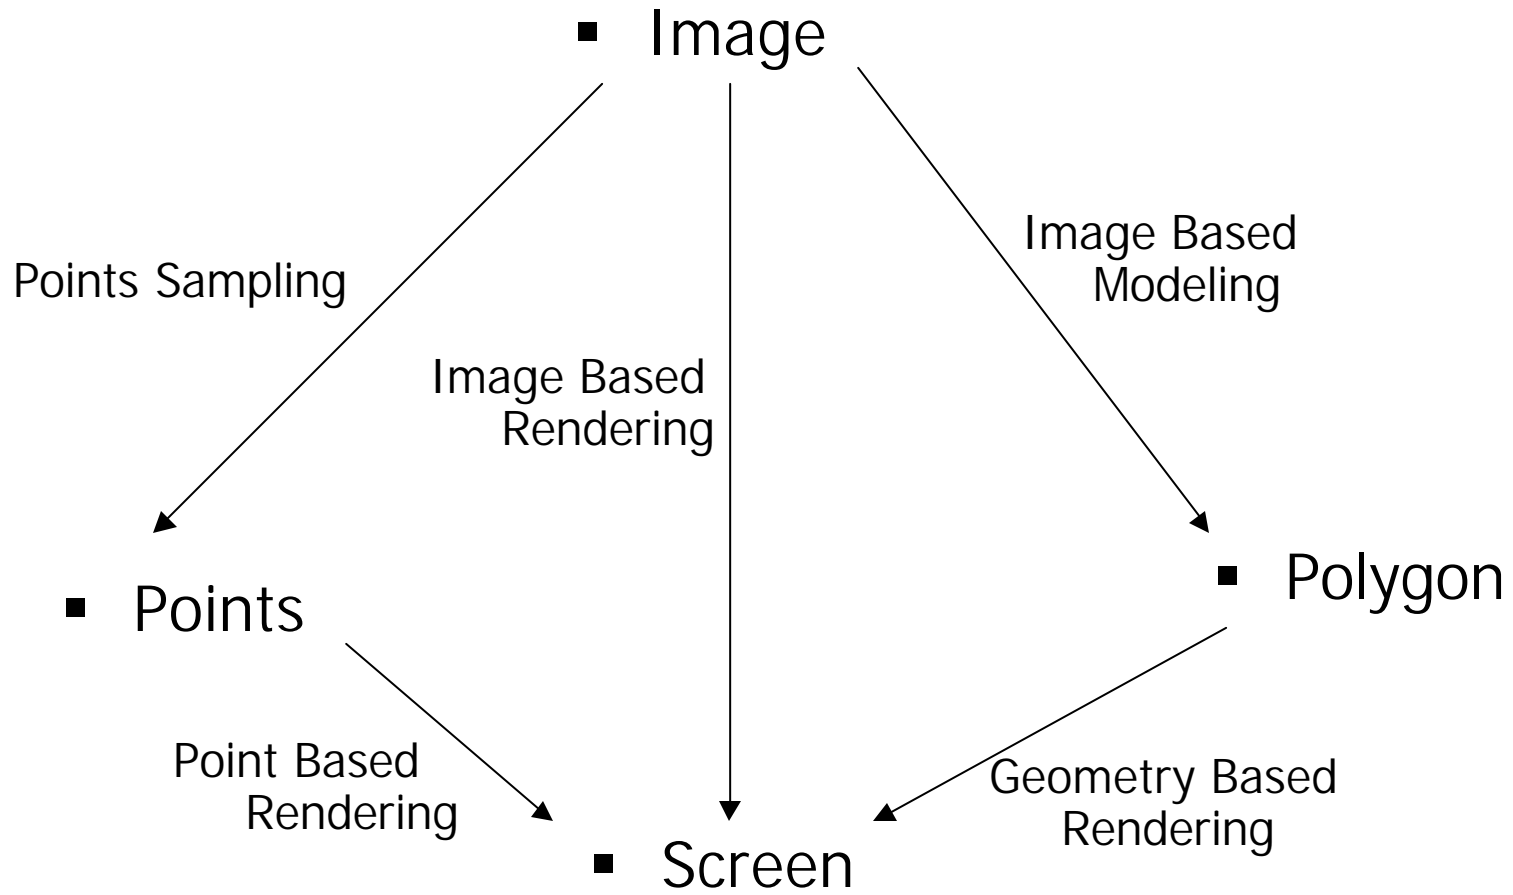 ▪ Image
Image Based
Modeling
Points Sampling
Image Based
Rendering
▪ Polygon
▪ Points
Point Based
Rendering
Geometry Based
Rendering
▪ Screen